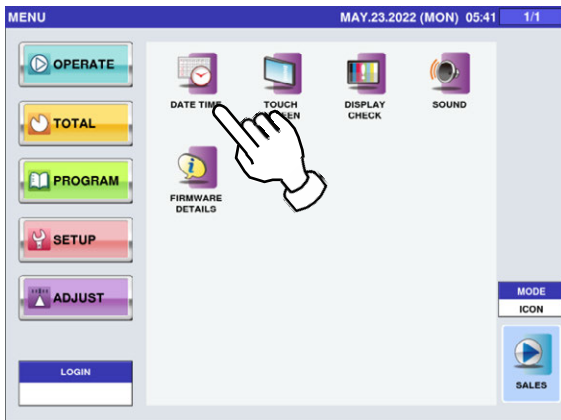 MENU
MAY.23.2022 (MON) 05:41
1/1
OPERATE
TOTAL
PROGRAM
SETUP
ADJUST
LOGIN
DATE TIME
TOUCH
DISPLAY
CHECK
SOUND
FIRMWARE
DETAILS
MODE
ICON
SALES